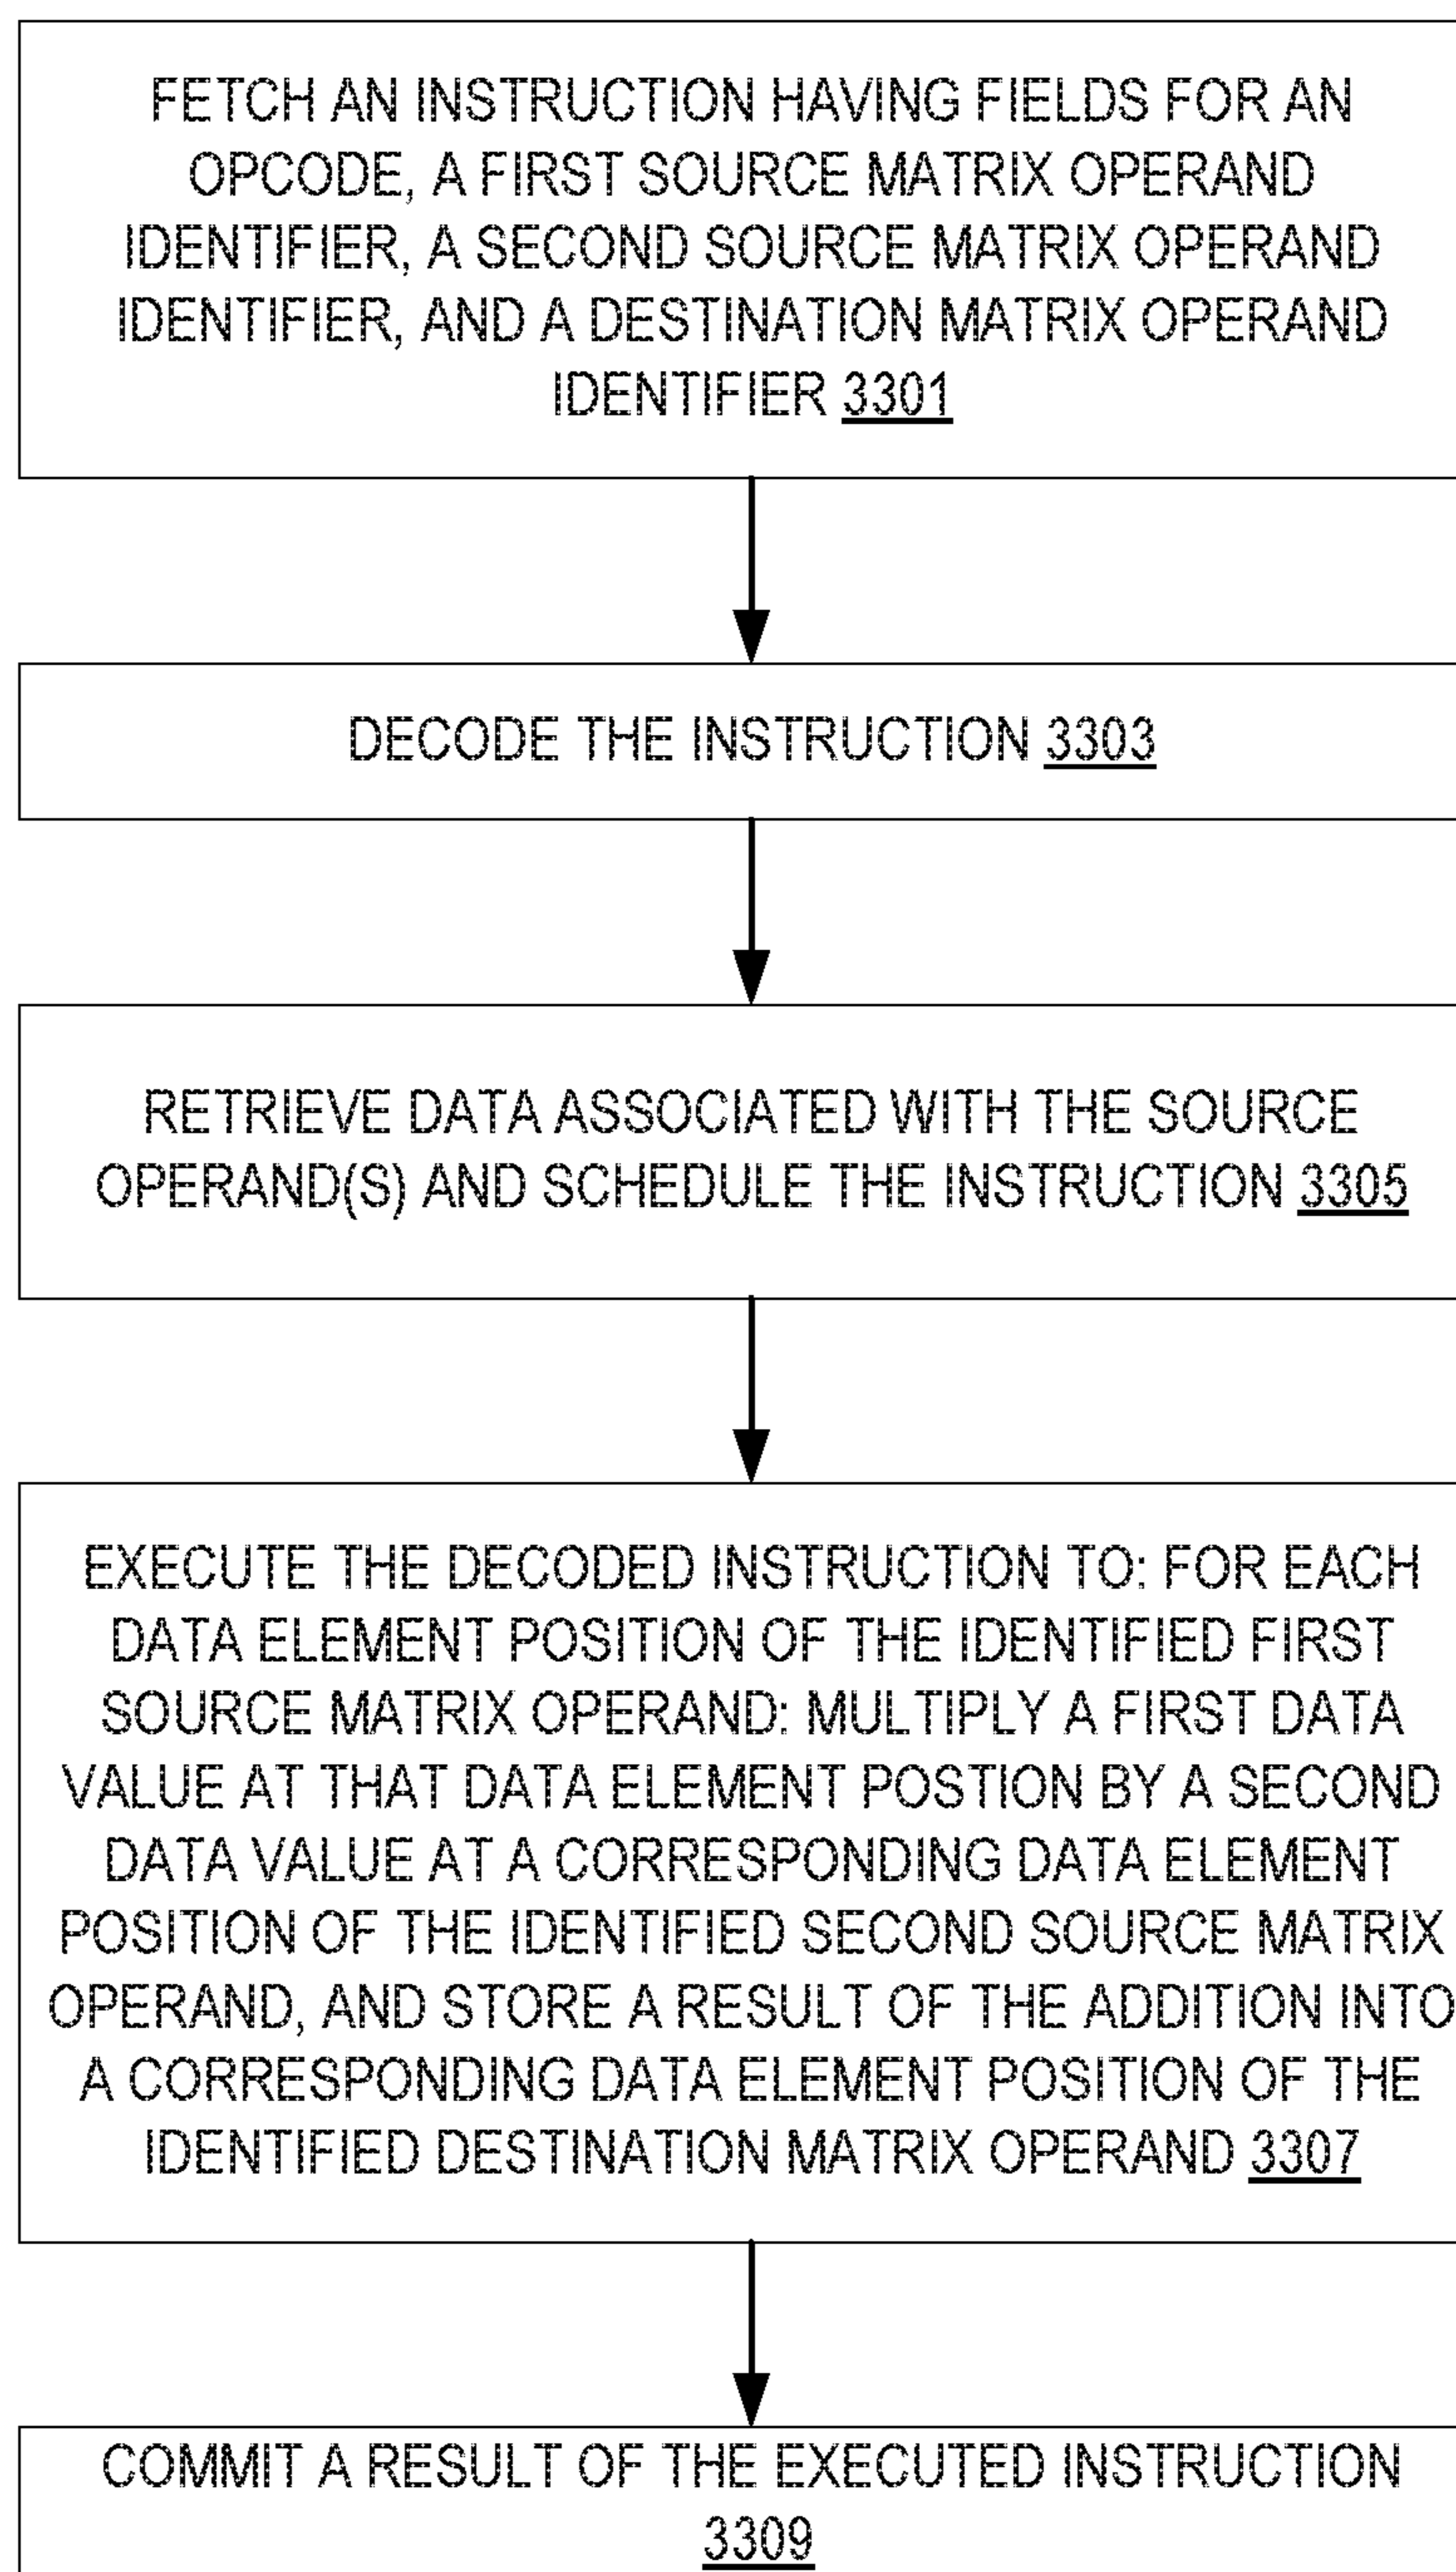 FETCH AN INSTRUCTION HAVING FIELDS FOR AN
OPCODE, A FIRST SOURCE MATRIX OPERAND
IDENTIFIER, A SECOND SOURCE MATRIX OPERAND
IDENTIFIER, AND A DESTINATION MATRIX OPERAND
IDENTIFIER 3301
DECODE THE INSTRUCTION 3303
RETRIEVE DATA ASSOCIATED WITH THE SOURCE
OPERAND(S) AND SCHEDULE THE INSTRUCTION 3305
EXECUTE THE DECODED INSTRUCTION TO: FOR EACH
DATA ELEMENT POSITION OF THE IDENTIFIED FIRST
SOURCE MATRIX OPERAND: MULTIPLY A FIRST DATA
VALUE AT THAT DATA ELEMENT POSTION BY A SECOND
DATA VALUE AT A CORRESPONDING DATA ELEMENT
POSITION OF THE IDENTIFIED SECOND SOURCE MATRIX
OPERAND, AND STORE A RESULT OF THE ADDITION INTO
A CORRESPONDING DATA ELEMENT POSITION OF THE
IDENTIFIED DESTINATION MATRIX OPERAND 3307
COMMIT A RESULT OF THE EXECUTED INSTRUCTION
3309